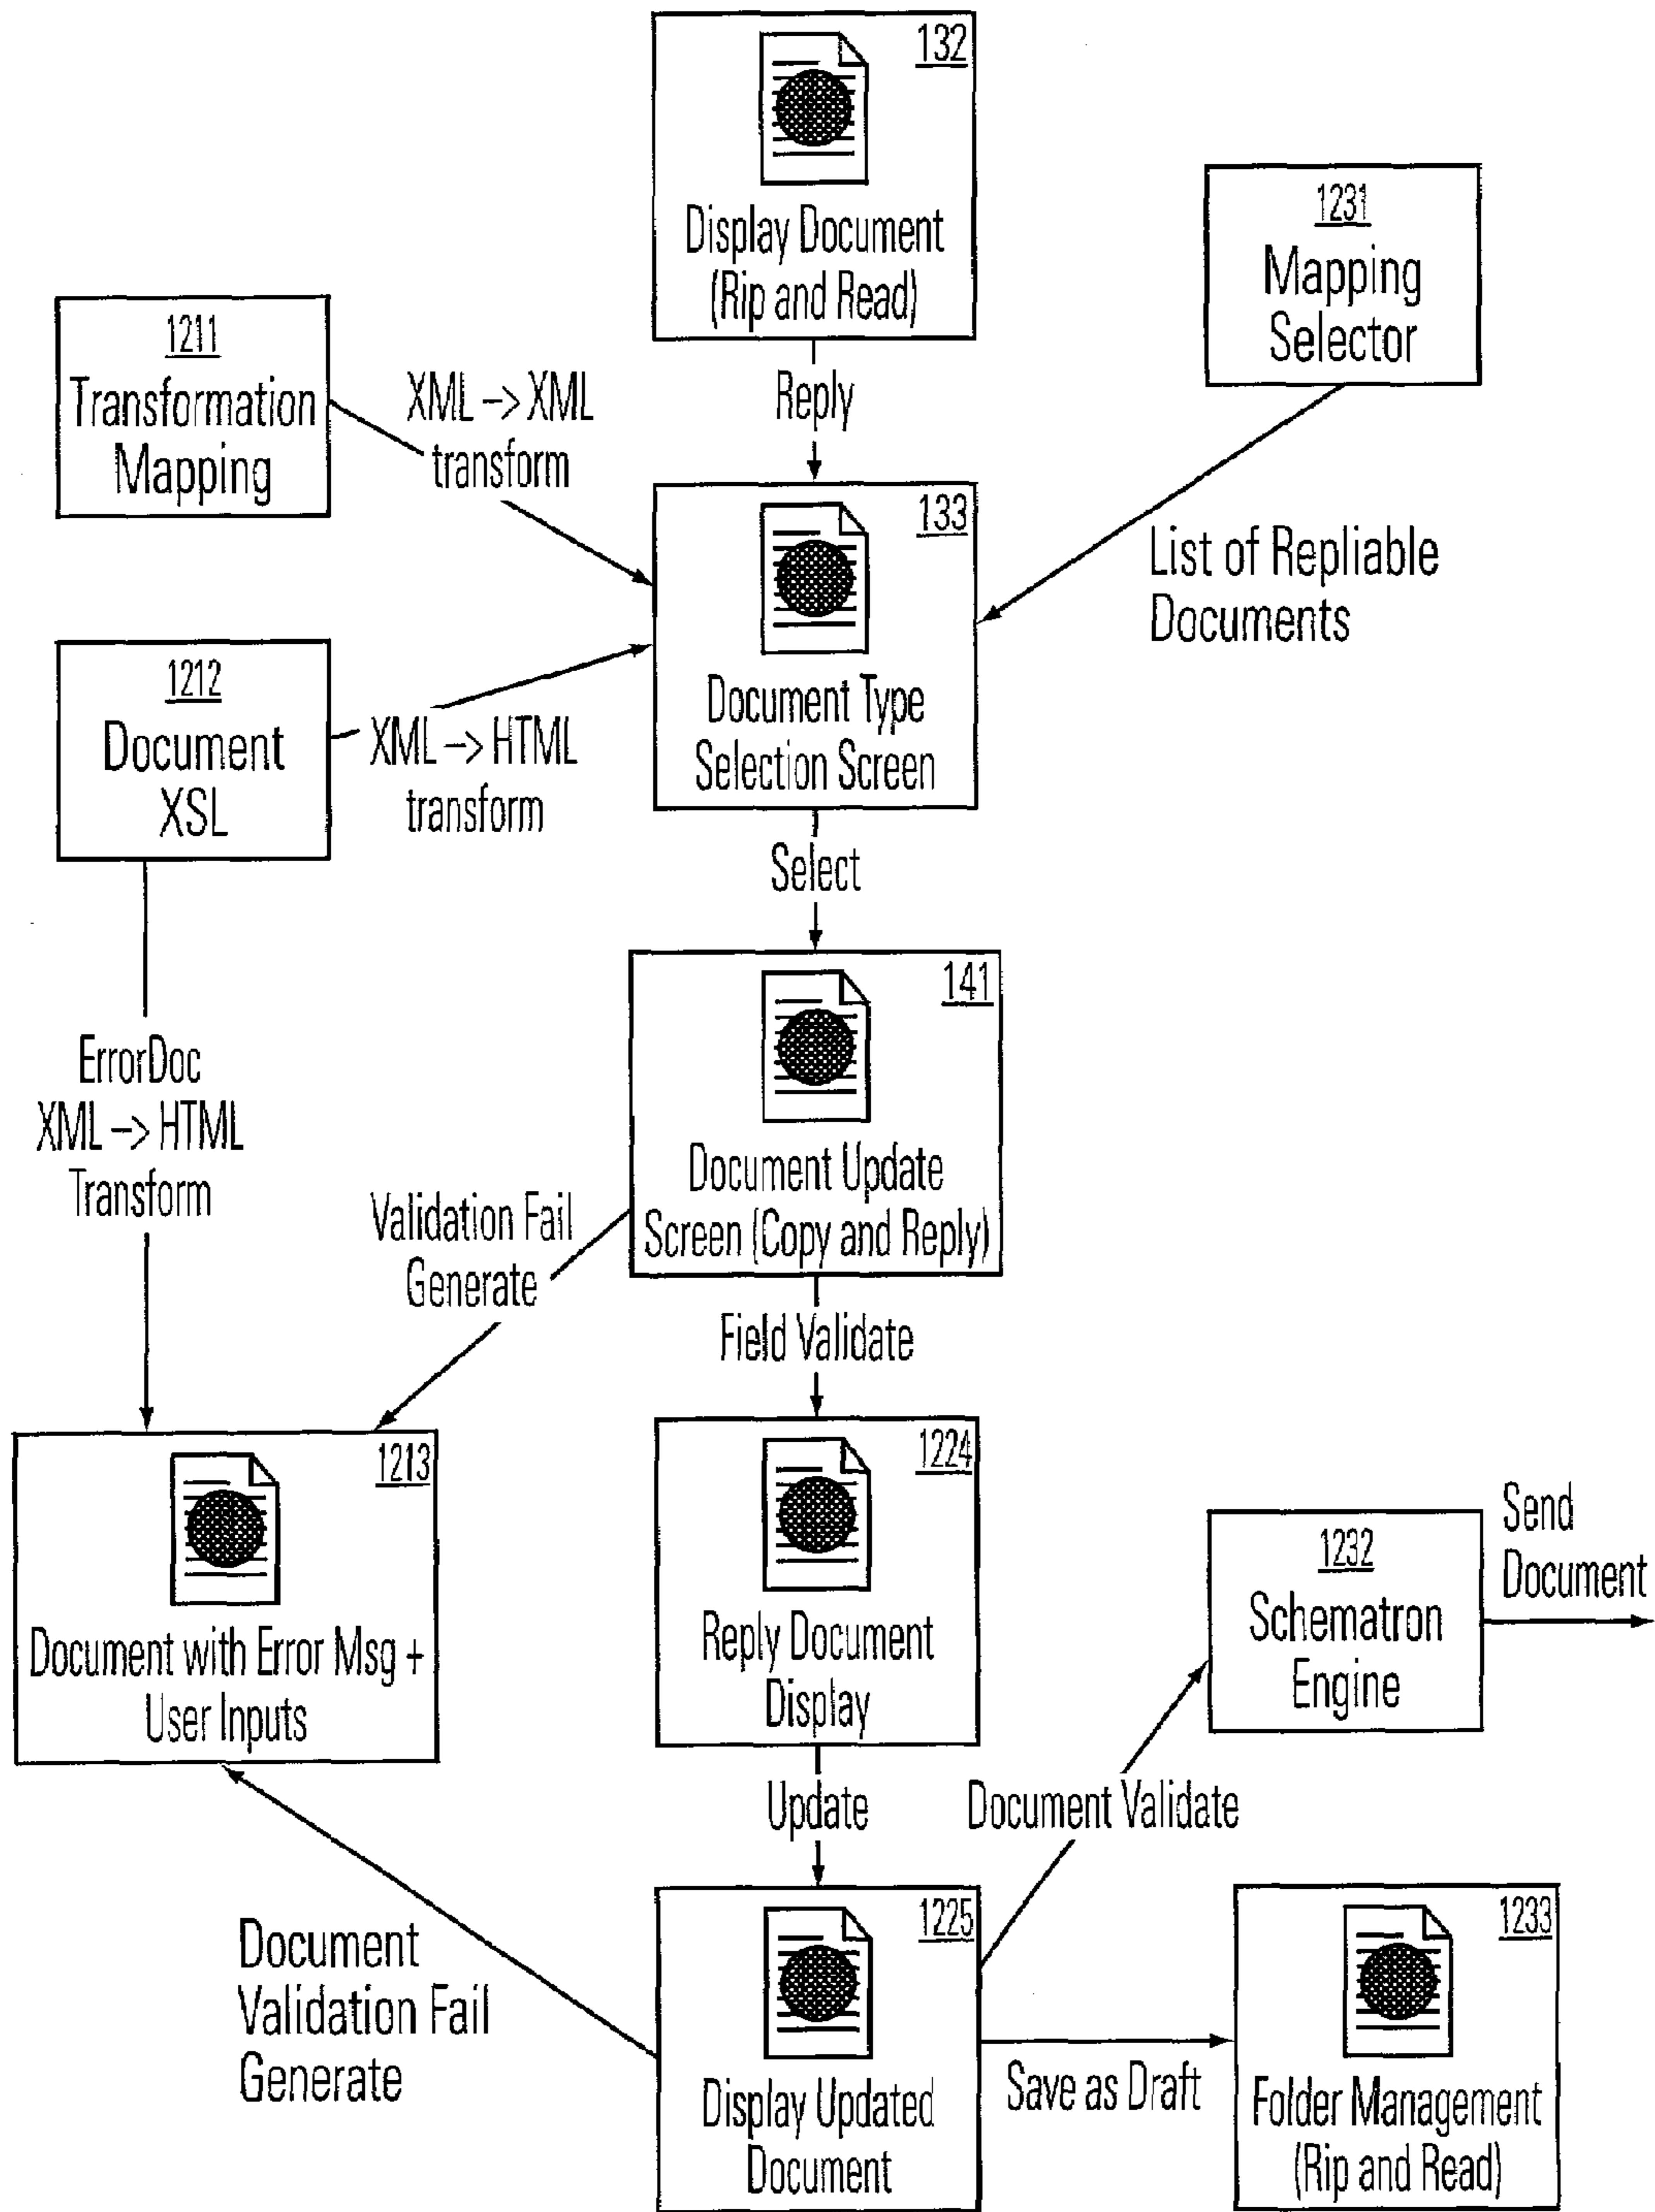 132
Display Document
(Rip and Read)
1231
Mapping
Selector
1211
Transformation
Mapping
XML -> XML
transform
Reply
133
Document Type
Selection Screen
List of Repliable
Documents
1212
Document
XSL
XML -> HTML
transform
Select
141
Document Update
Screen (Copy and Reply)
ErrorDoc
XML -> HTML
Transform
Validation Fail
Generate
Field Validate
1213
Document with Error Msg +
User Inputs
1224
Reply Document
Display
1232
Schematron
Engine
Send
Document
Update
Document Validate
Document
Validation Fail
Generate
1225
Display Updated
Document
Save as Draft
1233
Folder Management
(Rip and Read)